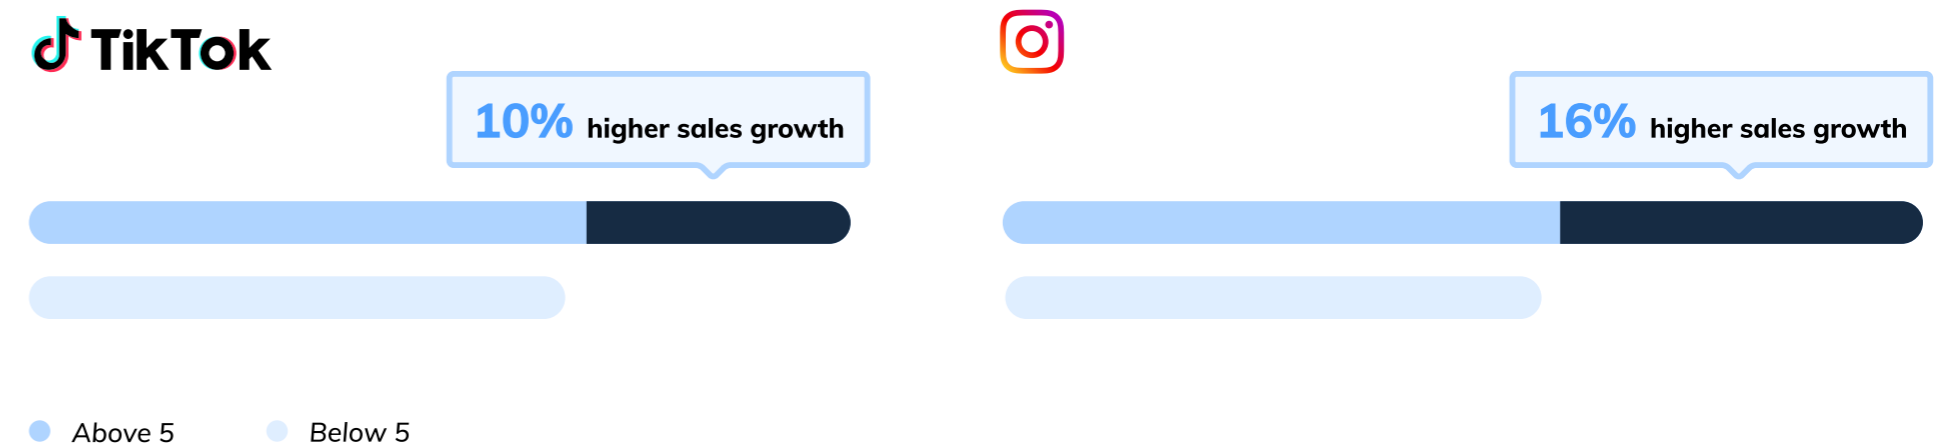 TikTok
10% higher sales growth
16% higher sales growth
Above 5
Below 5